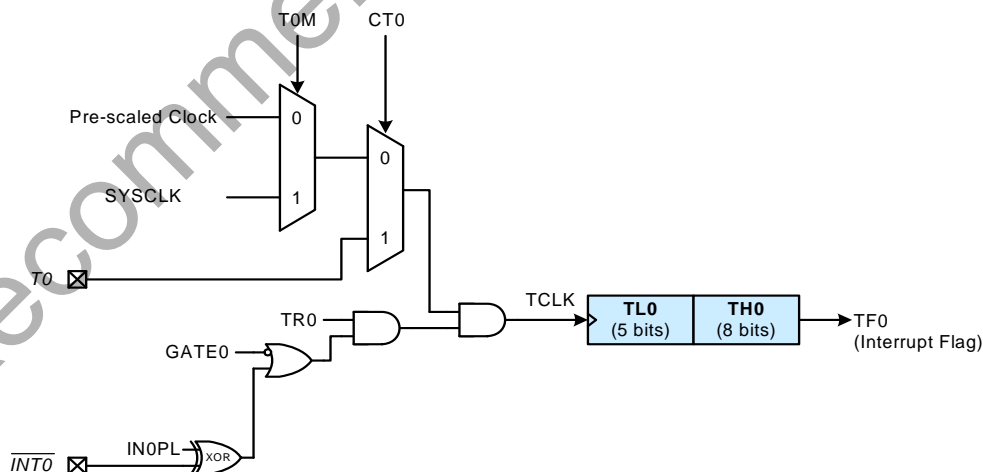 T0M CT0
Pre-scaled Clock 0
0
SYSCLK 1
1
T0
TCLK TL0 TH0
(5 bits) (8 bits)
TR0 TF0
(Interrupt Flag)
GATE0
IN0PL XOR
INT0